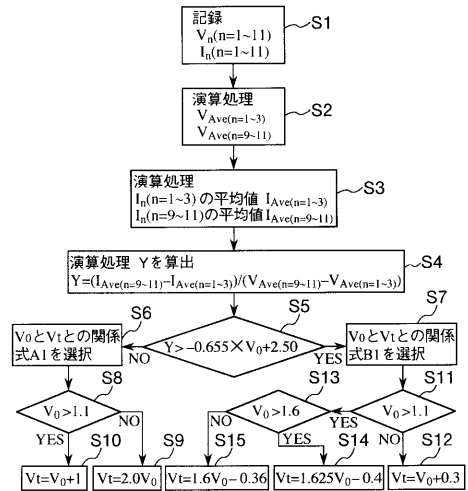 記録
Vn(n=1~11)
In(n=1~11)
S1
演算処理
VAve(n=1~3)
VAve(n=9~11)
S2
演算処理
In(n=1~3)の平均値 IAve(n=1~3)
In(n=9~11)の平均値 IAve(n=9~11)
S3
演算処理 Yを算出
Y=(IAve(n=9~11)−IAve(n=1~3))/(VAve(n=9~11)−VAve(n=1~3))
S4
S5
Y>−0.655×V0+2.50
NO
YES
S6
V0とVtとの関係
式A1を選択
S7
V0とVtとの関係
式B1を選択
S8
V0>1.1
YES
NO
S13
V0>1.6
NO
YES
S11
V0>1.1
YES
NO
S10
Vt=V0+1
S9
Vt=2.0V0
S15
Vt=1.6V0−0.36
S14
Vt=1.625V0−0.4
S12
Vt=V0+0.3